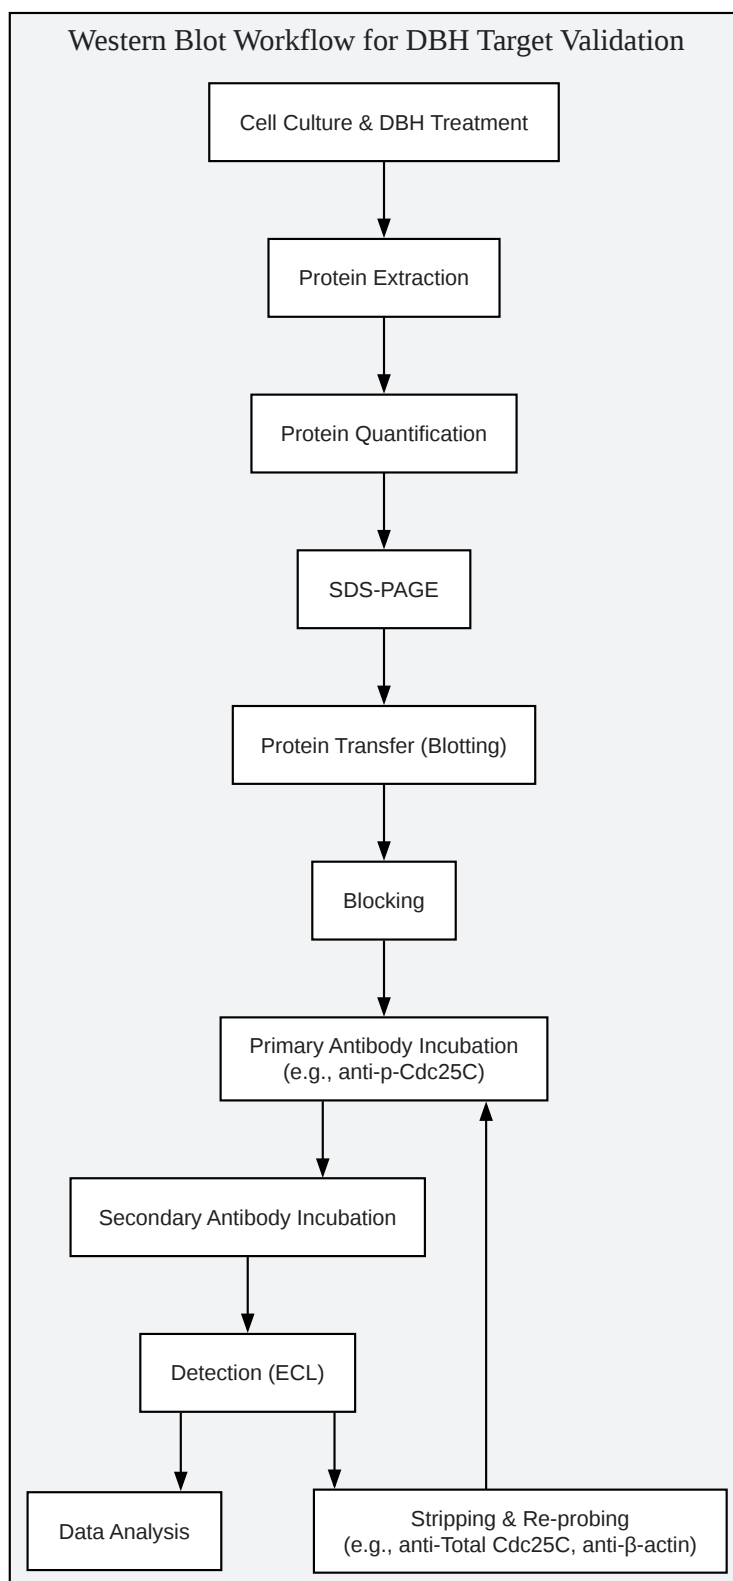 Western Blot Workflow for DBH Target Validation
Cell Culture & DBH Treatment
Protein Extraction
Protein Quantification
SDS-PAGE
Protein Transfer (Blotting)
Blocking
Primary Antibody Incubation
(e.g., anti-p-Cdc25C)
Secondary Antibody Incubation
Detection (ECL)
Data Analysis
Stripping & Re-probing
(e.g., anti-Total Cdc25C, anti-β-actin)